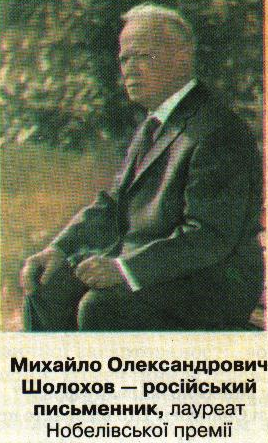 Михайло Олександрович
Шолохов — російський
письменник, лауреат
Нобелівської премії